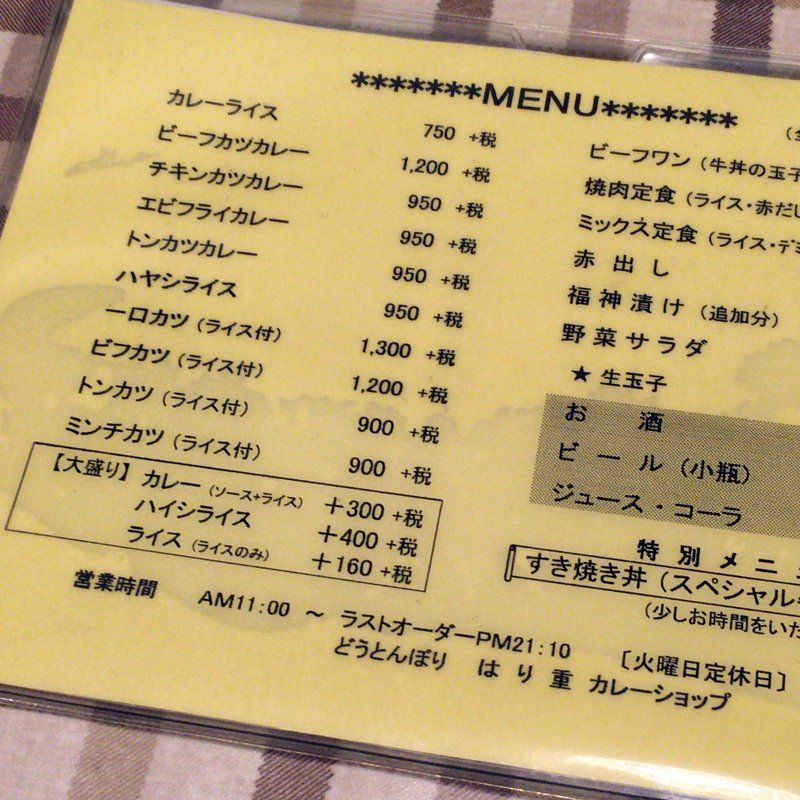 *******MENU*******
カレーライス 750 +税
ビーフカツカレー 1,200 +税
チキンカツカレー 950 +税
エビフライカレー 950 +税
トンカツカレー 950 +税
ハヤシライス 950 +税
一口カツ (ライス付) 1,300 +税
ビフカツ (ライス付) 1,200 +税
トンカツ (ライス付) 900 +税
ミンチカツ (ライス付) 900 +税
【大盛り】 カレー (ソース+ライス) +300 +税
ハイシライス +400 +税
ライス (ライスのみ) +160 +税
ビーフワン (牛丼の玉子
焼肉定食 (ライス・赤だし
ミックス定食 (ライス・デミ
赤出し
福神漬け (追加分)
野菜サラダ
★ 生玉子
お 酒
ビール (小瓶)
ジュース・コーラ
特別メニュ
すき焼き丼 (スペシャル
(少しお時間をいた
営業時間 AM11:00 ~ ラストオーダーPM21:10 [火曜日定休日]
どうとんぼり はり重 カレーショップ